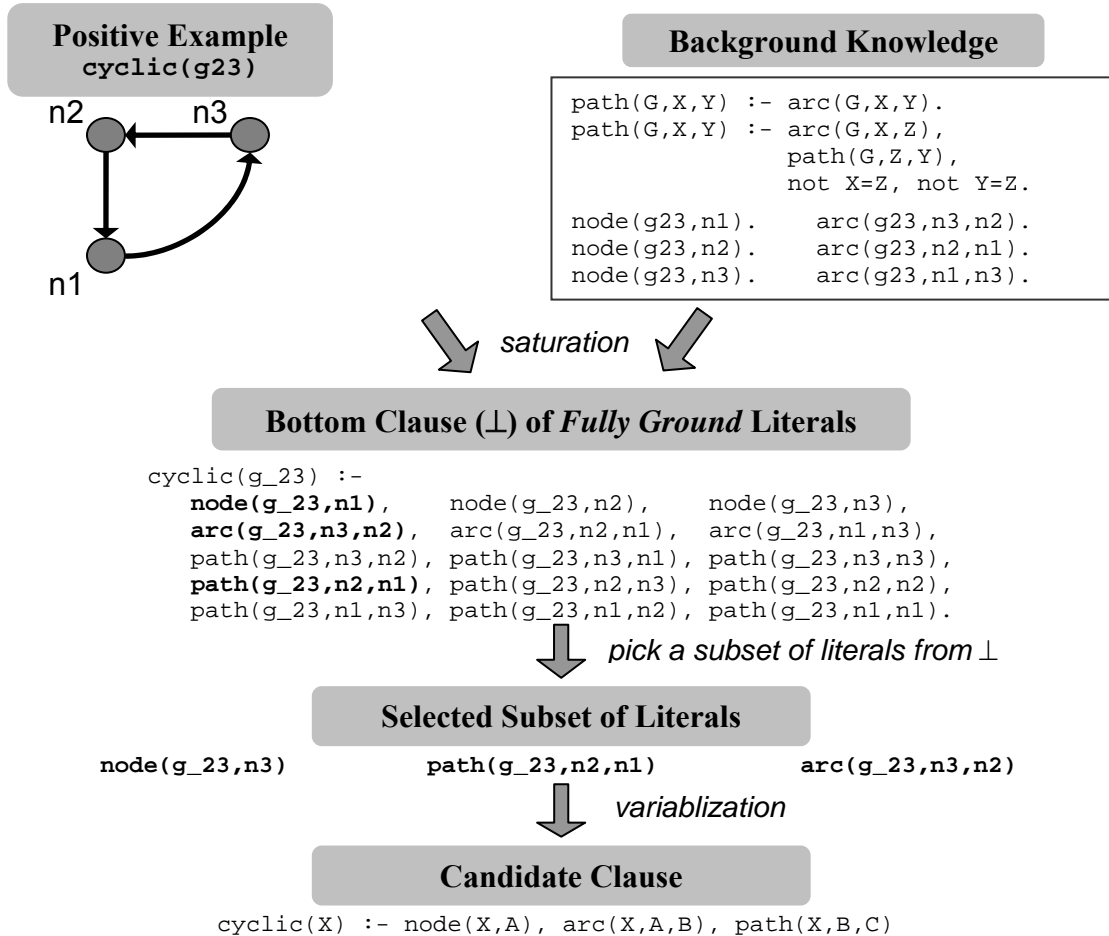 Positive Example
cyclic(g23)
n2
n3
n1
Background Knowledge
path(G,X,Y) :- arc(G,X,Y).
path(G,X,Y) :- arc(G,X,Z),
path(G,Z,Y),
not X=Z, not Y=Z.
node(g23,n1). arc(g23,n3,n2).
node(g23,n2). arc(g23,n2,n1).
node(g23,n3). arc(g23,n1,n3).
saturation
Bottom Clause (⊥) of Fully Ground Literals
cyclic(g_23) :-
node(g_23,n1), node(g_23,n2), node(g_23,n3),
arc(g_23,n3,n2), arc(g_23,n2,n1), arc(g_23,n1,n3),
path(g_23,n3,n2), path(g_23,n3,n1), path(g_23,n3,n3),
path(g_23,n2,n1), path(g_23,n2,n3), path(g_23,n2,n2),
path(g_23,n1,n3), path(g_23,n1,n2), path(g_23,n1,n1).
pick a subset of literals from ⊥
Selected Subset of Literals
node(g_23,n3) path(g_23,n2,n1) arc(g_23,n3,n2)
variablization
Candidate Clause
cyclic(X) :- node(X,A), arc(X,A,B), path(X,B,C)